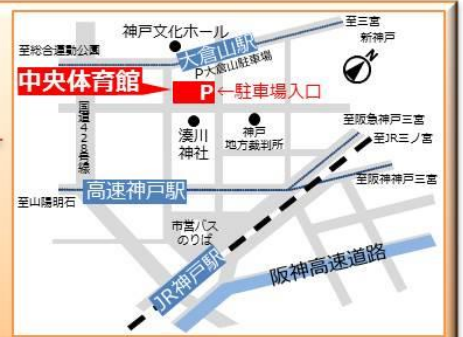 至三宮
新神戸
神戸文化ホール
至総合運動公園
大倉山駅
P大倉山駐車場
N
中央体育館
P
←駐車場入口
国道428号線
湊川
神社
神戸
地方裁判所
至阪急神戸三宮
至JR三ノ宮
至阪神神戸三宮
高速神戸駅
至山陽明石
市営バス
のりば
JR神戸駅
阪神高速道路